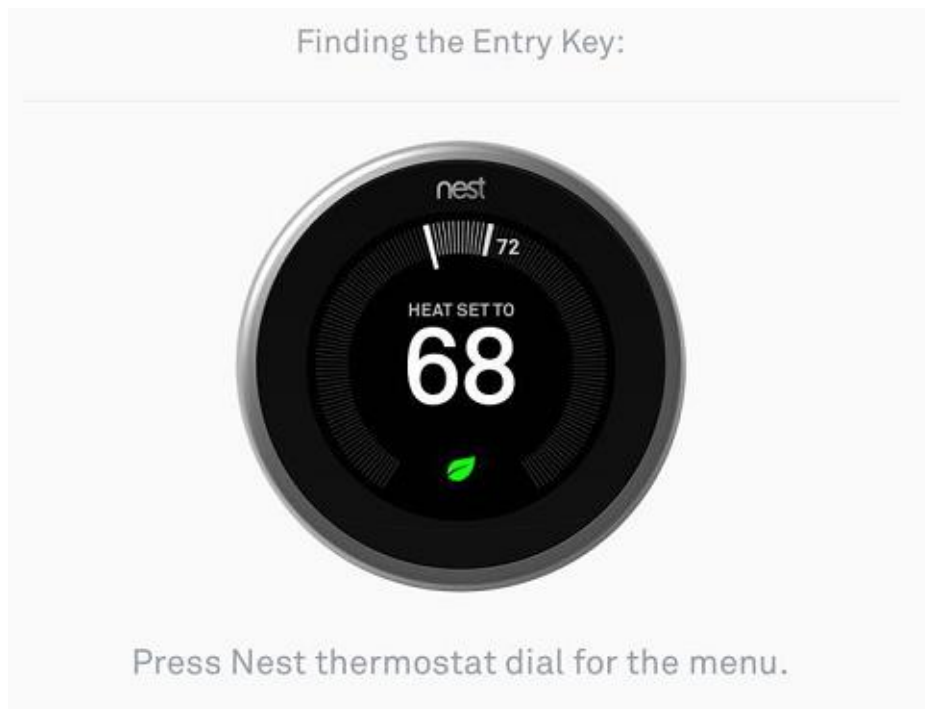 Finding the Entry Key:
nest
72
HEAT SET TO
68
Press Nest thermostat dial for the menu.